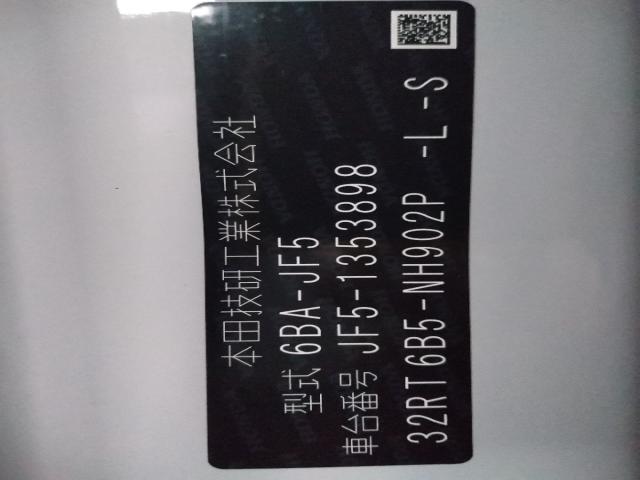 本田技研工業株式会社
型式 6BA-JF5
車台番号 JF5-1353898
32RT6B5-NH902P -L-S